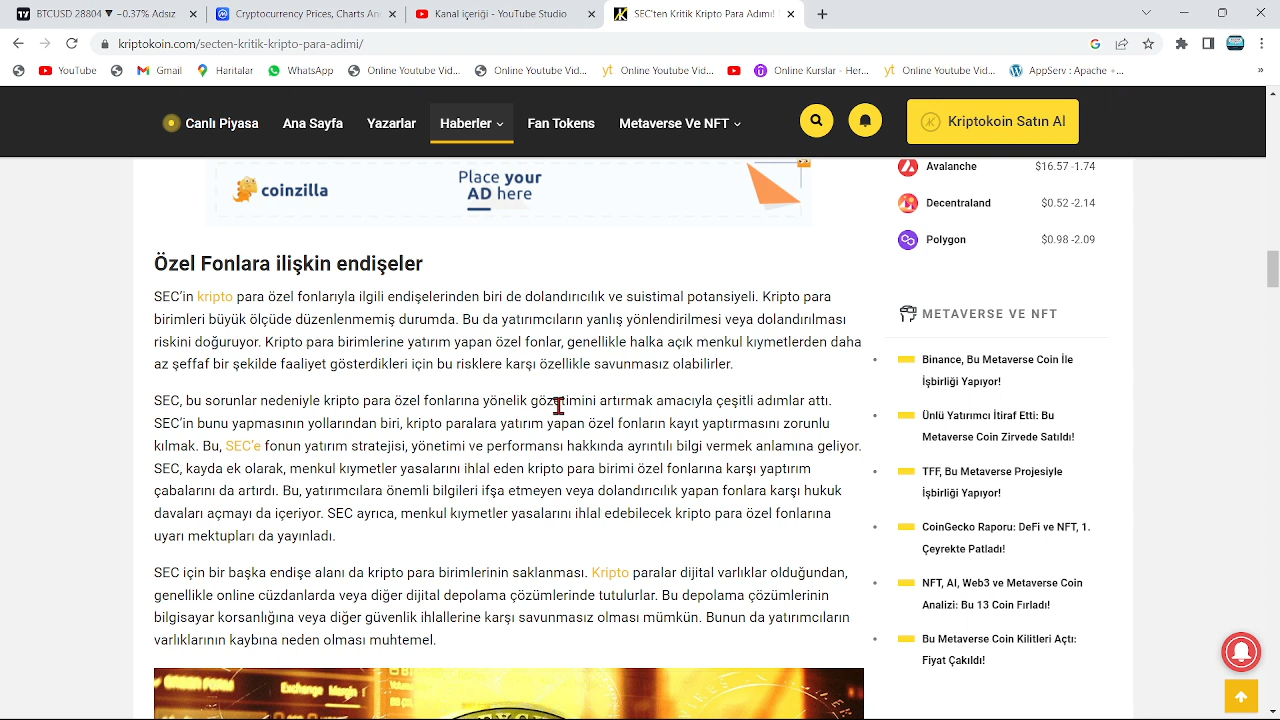 BTCUSD 28804 ▼ −0.37% Adsız
Cryptocurrency Prices, Charts An
Kanal içeriği - YouTube Studio
SEC'ten Kritik Kripto Para Adımı!
kriptokoin.com/secten-kritik-kripto-para-adimi/
YouTube
Gmail
Haritalar
WhatsApp
Online Youtube Vid...
Online Youtube Vid...
Online Youtube Vid...
Online Kurslar - Her...
Online Youtube Vid...
AppServ : Apache +...
Canlı Piyasa
Ana Sayfa
Yazarlar
Haberler
Fan Tokens
Metaverse Ve NFT
Kriptokoin Satın Al
coinzilla
Place your
AD here
Özel Fonlara ilişkin endişeler
SEC'in kripto para özel fonlarıyla ilgili endişelerinden biri de dolandırıcılık ve suistimal potansiyeli. Kripto para
birimleri büyük ölçüde düzenlenmemiş durumda. Bu da yatırımcıların yanlış yönlendirilmesi veya dolandırılması
riskini doğuruyor. Kripto para birimlerine yatırım yapan özel fonlar, genellikle halka açık menkul kıymetlerden daha
az şeffaf bir şekilde faaliyet gösterdikleri için bu risklere karşı özellikle savunmasız olabilirler.
SEC, bu sorunlar nedeniyle kripto para özel fonlarına yönelik gözetimini artırmak amacıyla çeşitli adımlar attı.
SEC'in bunu yapmasının yollarından biri, kripto paralara yatırım yapan özel fonların kayıt yaptırmasını zorunlu
kılmak. Bu, SEC'e fonun yatırım stratejisi, yönetimi ve performansı hakkında ayrıntılı bilgi vermek anlamına geliyor.
SEC, kayda ek olarak, menkul kıymetler yasalarını ihlal eden kripto para birimi özel fonlarına karşı yaptırım
çabalarını da artırdı. Bu, yatırımcılara önemli bilgileri ifşa etmeyen veya dolandırıcılık yapan fonlara karşı hukuk
davaları açmayı da içeriyor. SEC ayrıca, menkul kıymetler yasalarını ihlal edebilecek kripto para özel fonlarına
uyarı mektupları da yayınladı.
SEC için bir başka endişe alanı da kripto para birimlerinin saklanması. Kripto paralar dijital varlıklar olduğundan,
genellikle online cüzdanlarda veya diğer dijital depolama çözümlerinde tutulurlar. Bu depolama çözümlerinin
bilgisayar korsanlığına veya diğer güvenlik ihlallerine karşı savunmasız olması mümkün. Bunun da yatırımcıların
varlıklarının kaybına neden olması muhtemel.
Avalanche $16.57 -1.74
Decentraland $0.52 -2.14
Polygon $0.98 -2.09
METAVERSE VE NFT
Binance, Bu Metaverse Coin İle
İşbirliği Yapıyor!
Ünlü Yatırımcı İtiraf Etti: Bu
Metaverse Coin Zirvede Satıldı!
TFF, Bu Metaverse Projesiyle
İşbirliği Yapıyor!
CoinGecko Raporu: DeFi ve NFT, 1.
Çeyrekte Patladı!
NFT, AI, Web3 ve Metaverse Coin
Analizi: Bu 13 Coin Fırladı!
Bu Metaverse Coin Kilitleri Açtı:
Fiyat Çakıldı!